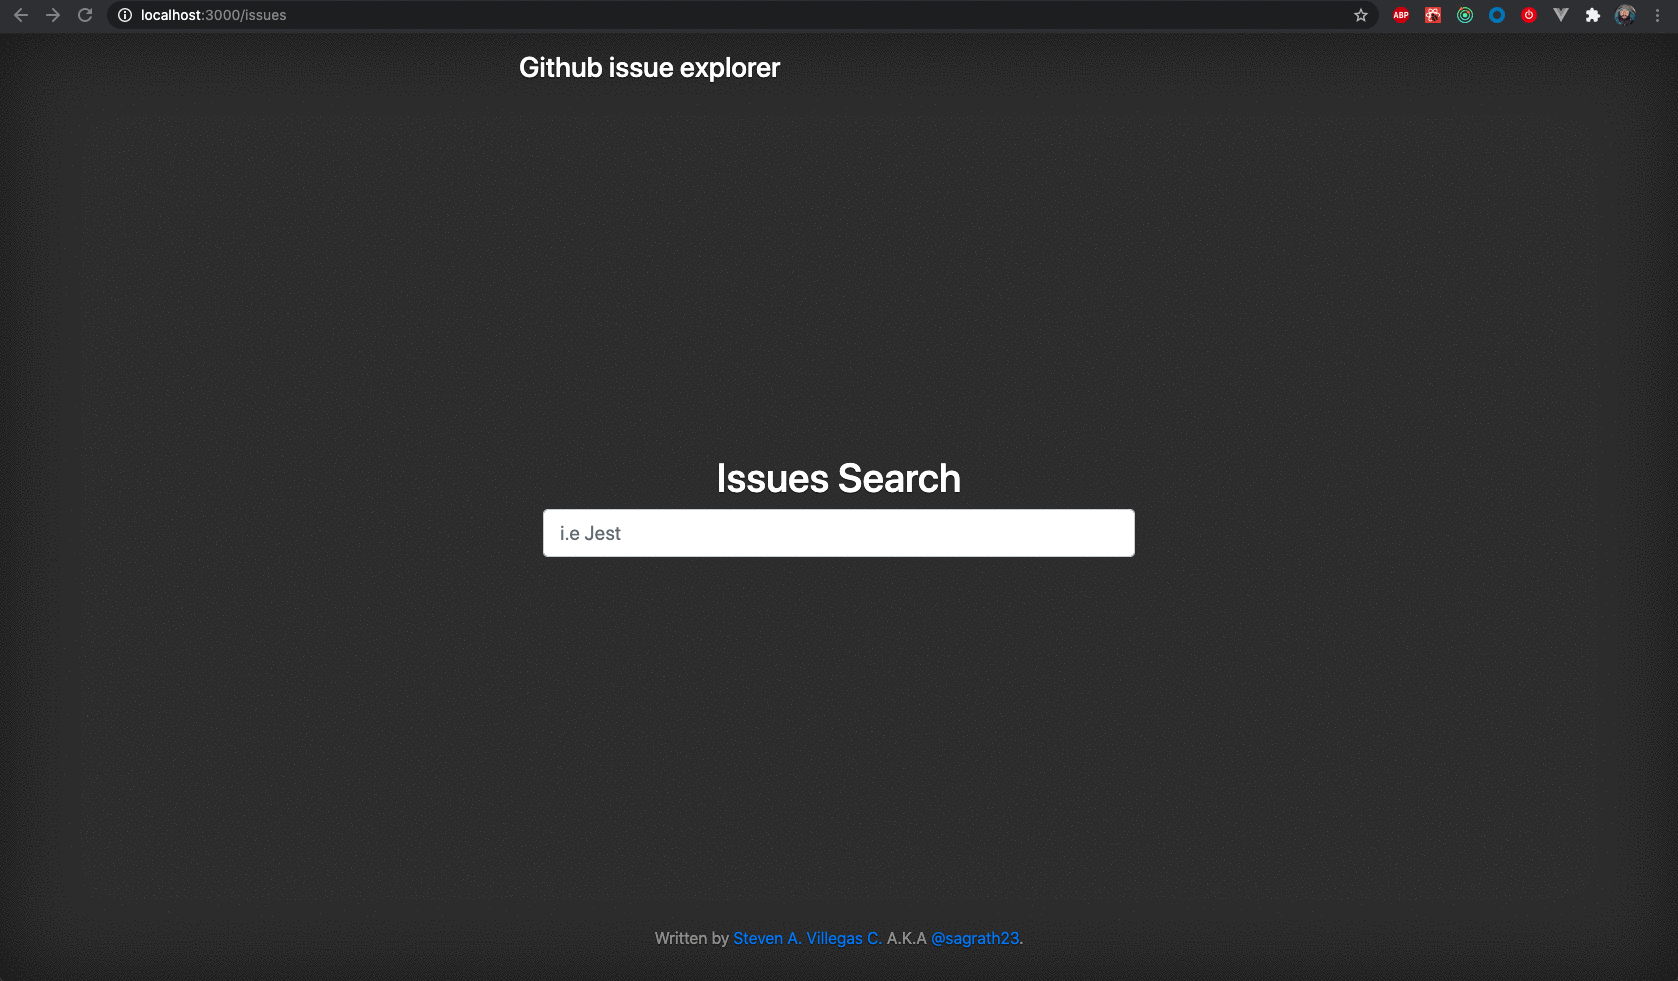 localhost:3000/issues
ABP
Github issue explorer
Issues Search
i.e Jest
Written by Steven A. Villegas C. A.K.A @sagrath23.